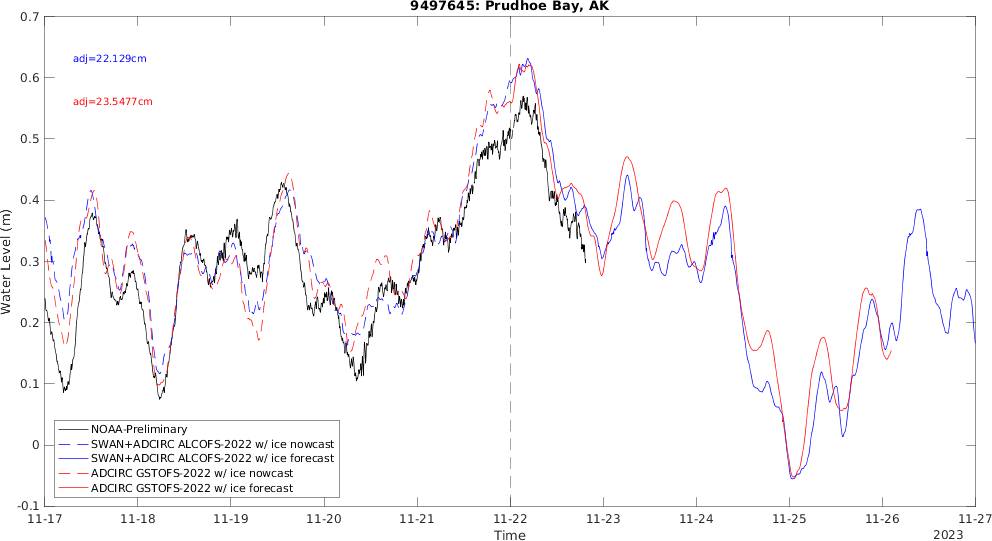 9497645: Prudhoe Bay, AK
0.7
0.6
0.5
0.4
0.3
0.2
0.1
0
-0.1
Water Level (m)
adj=22.129cm
adj=23.5477cm
NOAA-Preliminary
SWAN+ADCIRC ALCOFS-2022 w/ ice nowcast
SWAN+ADCIRC ALCOFS-2022 w/ ice forecast
ADCIRC GSTOFS-2022 w/ ice nowcast
ADCIRC GSTOFS-2022 w/ ice forecast
11-17 11-18 11-19 11-20 11-21 11-22 11-23 11-24 11-25 11-26 11-27
Time
2023